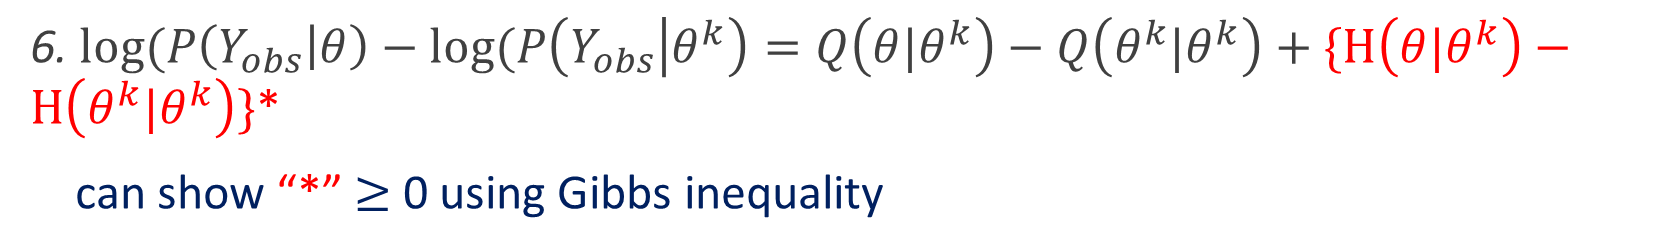 6. log(P(Y_obs|θ) − log(P(Y_obs|θ^k) = Q(θ|θ^k) − Q(θ^k|θ^k) + {H(θ|θ^k) −
H(θ^k|θ^k)}*
can show “*” ≥ 0 using Gibbs inequality